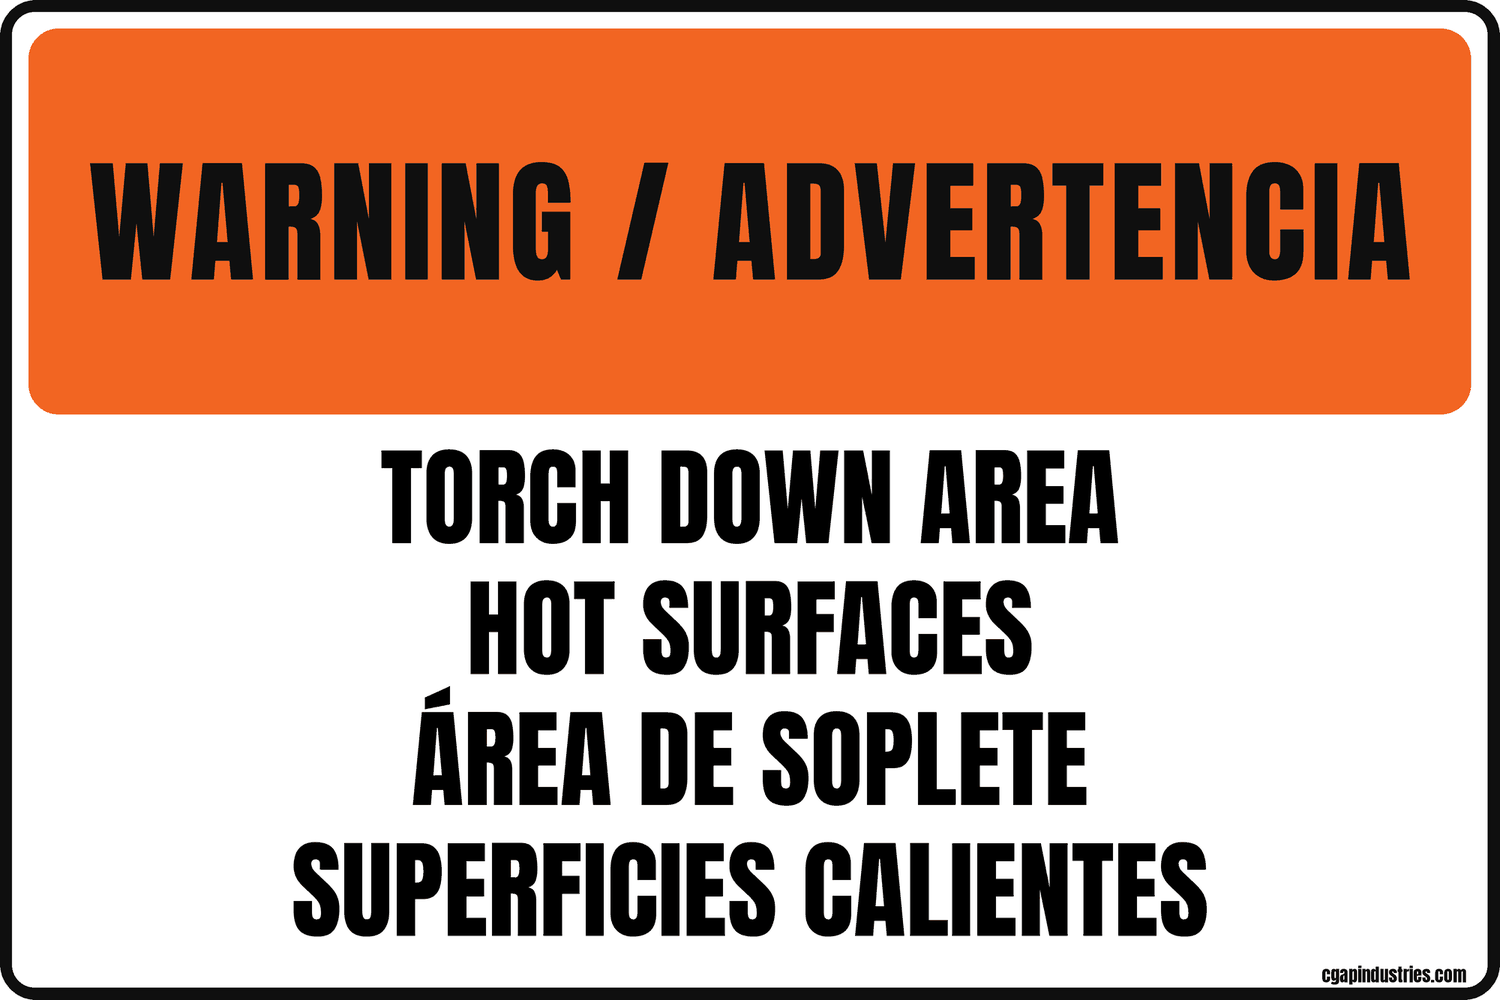 WARNING / ADVERTENCIA
TORCH DOWN AREA
HOT SURFACES
ÁREA DE SOPLETE
SUPERFICIES CALIENTES
cgapindustries.com